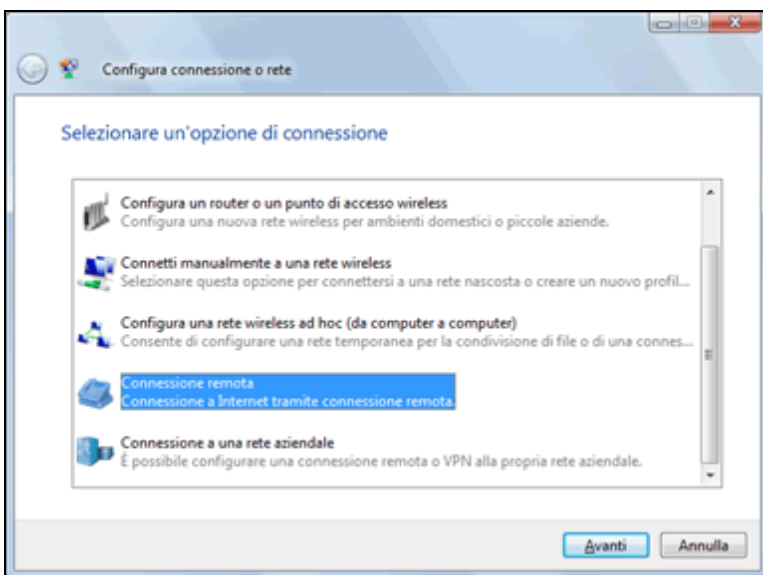 Configura connessione o rete
Selezionare un'opzione di connessione
Configura un router o un punto di accesso wireless
Configura una nuova rete wireless per ambienti domestici o piccole aziende.
Connetti manualmente a una rete wireless
Selezionare questa opzione per connettersi a una rete nascosta o creare un nuovo profil...
Configura una rete wireless ad hoc (da computer a computer)
Consente di configurare una rete temporanea per la condivisione di file o di una connes...
Connessione remota
Connessione a Internet tramite connessione remota.
Connessione a una rete aziendale
È possibile configurare una connessione remota o VPN alla propria rete aziendale.
Avanti
Annulla